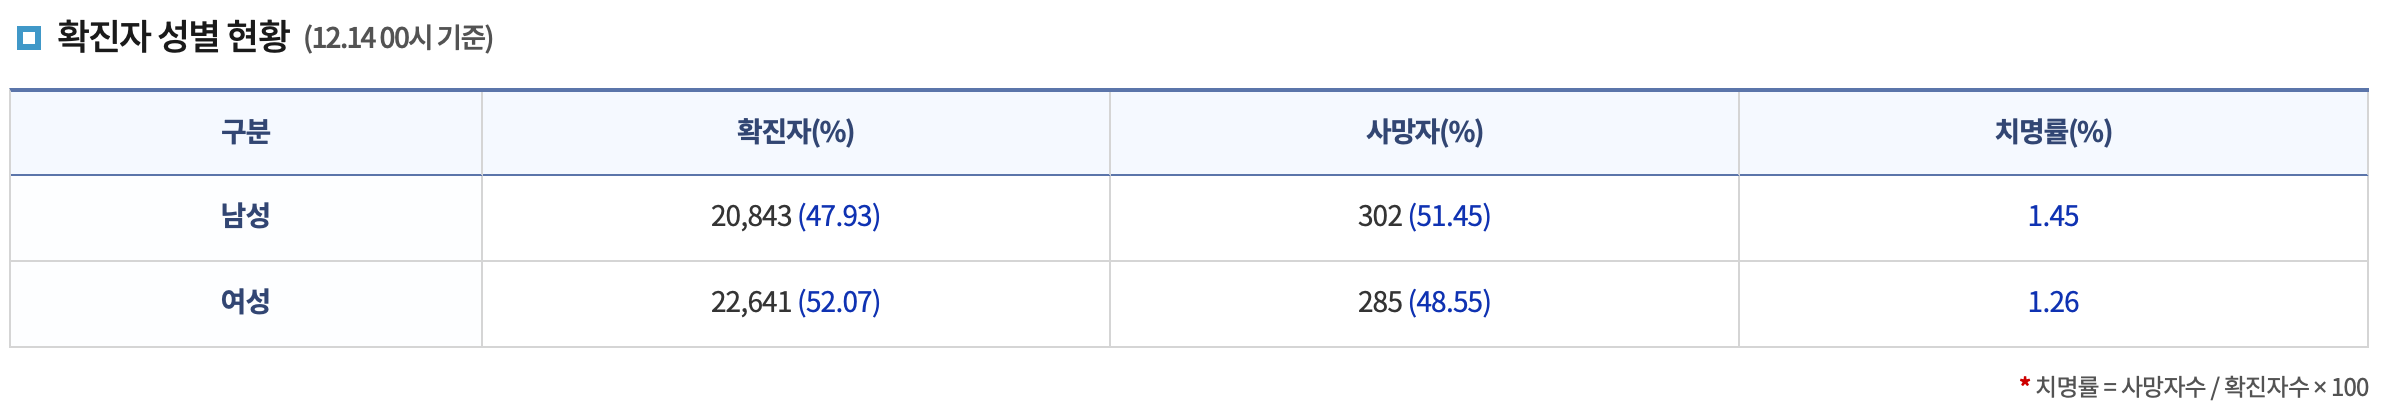 확진자 성별 현황 (12.14 00시 기준)
구분 확진자(%) 사망자(%) 치명률(%)
남성 20,843 (47.93) 302 (51.45) 1.45
여성 22,641 (52.07) 285 (48.55) 1.26
* 치명률 = 사망자수 / 확진자수 × 100